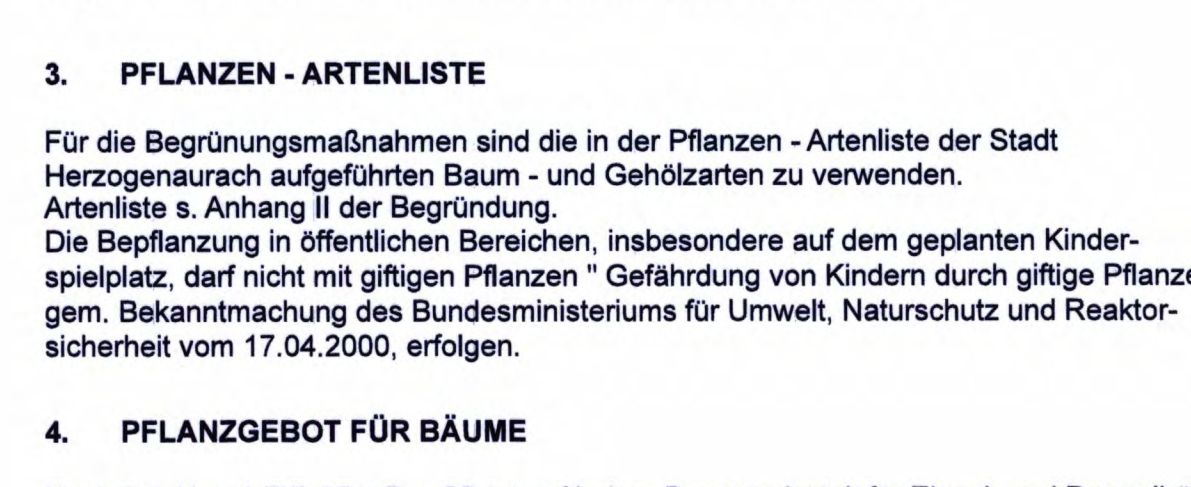 3. PFLANZEN - ARTENLISTE
Für die Begrünungsmaßnahmen sind die in der Pflanzen - Artenliste der Stadt
Herzogenaurach aufgeführten Baum - und Gehölzarten zu verwenden.
Artenliste s. Anhang II der Begründung.
Die Bepflanzung in öffentlichen Bereichen, insbesondere auf dem geplanten Kinder-
spielplatz, darf nicht mit giftigen Pflanzen " Gefährdung von Kindern durch giftige Pflanze
gem. Bekanntmachung des Bundesministeriums für Umwelt, Naturschutz und Reaktor-
sicherheit vom 17.04.2000, erfolgen.
4. PFLANZGEBOT FÜR BÄUME